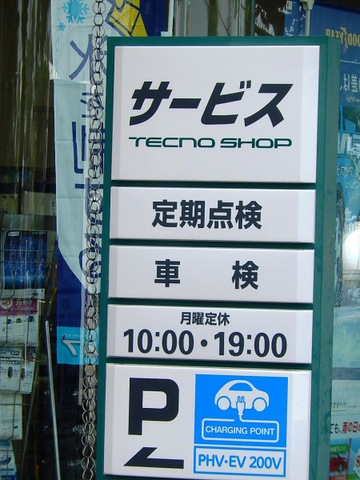 サービス
TECNO SHOP
定期点検
車 検
月曜定休
10:00・19:00
P
CHARGING POINT
PHV・EV 200V